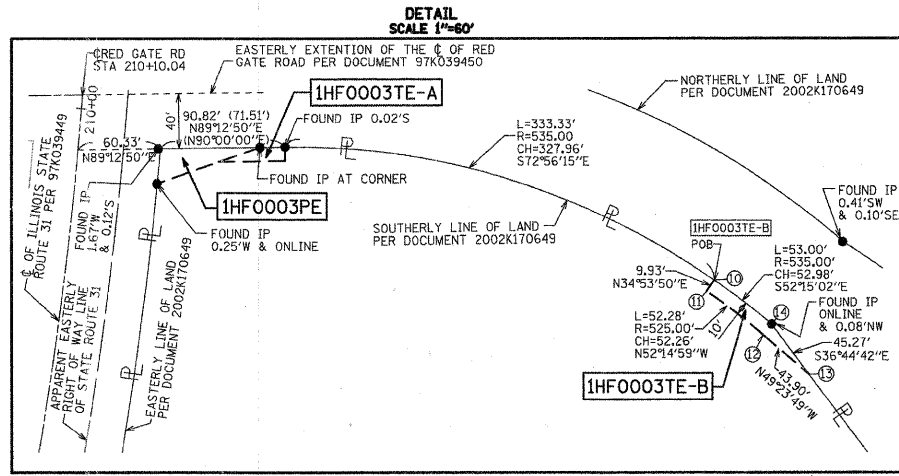 DETAIL
SCALE 1"=60'
℄RED GATE RD
STA 210+10.04
EASTERLY EXTENTION OF THE ℄ OF RED
GATE ROAD PER DOCUMENT 97K039450
NORTHERLY LINE OF LAND
PER DOCUMENT 2002K170649
1HF0003TE-A
210+00
40'
90.82' (71.51')
N89°12'50"E
(N90°00'00"E)
FOUND IP 0.02'S
60.33'
N89°12'50"E
L=333.33'
R=535.00
CH=327.96'
S72°56'15"E
℄ OF ILLINOIS STATE
ROUTE 31 PER 97K039449
FOUND IP
1.67'W
& 0.12'S
FOUND IP AT CORNER
1HF0003PE
FOUND IP
0.25'W & ONLINE
SOUTHERLY LINE OF LAND
PER DOCUMENT 2002K170649
FOUND IP
0.41'SW
& 0.10'SE
1HF0003TE-B
POB
L=53.00'
R=535.00'
CH=52.98'
S52°15'02"E
9.93'
N34°53'50"E
10
11
14
FOUND IP
ONLINE
& 0.08'NW
L=52.28'
R=525.00'
CH=52.26'
N52°14'59"W
10'
12
45.27'
S36°44'42"E
13
43.90'
N49°23'49"W
1HF0003TE-B
APPARENT EASTERLY
RIGHT OF WAY LINE
OF STATE ROUTE 31
EASTERLY LINE OF LAND
PER DOCUMENT 2002K170649
PL
PL
PL
PL
PL